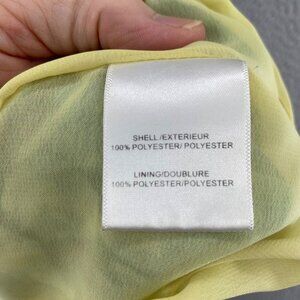 SHELL/EXTERIEUR
100% POLYESTER/ POLYESTER
LINING/DOUBLURE
100% POLYESTER/POLYESTER